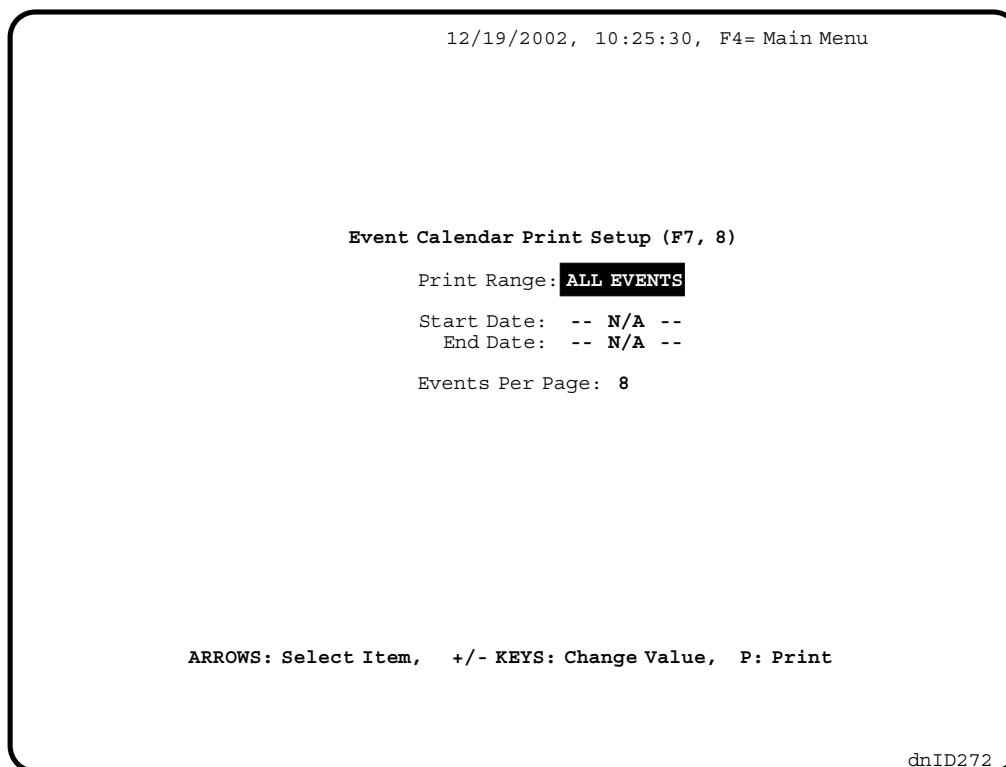 12/19/2002, 10:25:30, F4= Main Menu
Event Calendar Print Setup (F7, 8)
Print Range: ALL EVENTS
Start Date: -- N/A --
End Date: -- N/A --
Events Per Page: 8
ARROWS: Select Item, +/- KEYS: Change Value, P: Print
dnID272